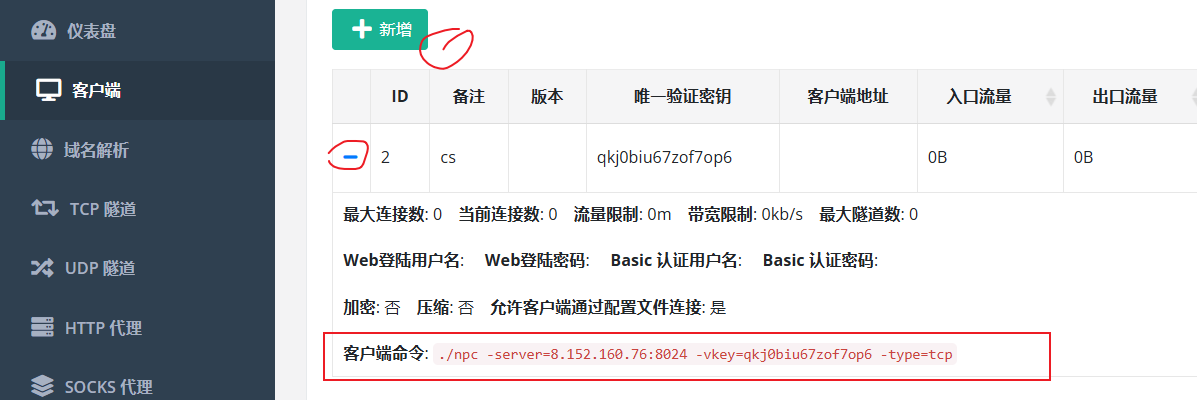 仪表盘
客户端
域名解析
TCP 隧道
UDP 隧道
HTTP 代理
SOCKS 代理
新增
ID 备注 版本 唯一验证密钥 客户端地址 入口流量 出口流量
2 cs qkj0biu67zof7op6 0B 0B
最大连接数: 0 当前连接数: 0 流量限制: 0m 带宽限制: 0kb/s 最大隧道数: 0
Web登陆用户名: Web登陆密码: Basic 认证用户名: Basic 认证密码:
加密: 否 压缩: 否 允许客户端通过配置文件连接: 是
客户端命令: ./npc -server=8.152.160.76:8024 -vkey=qkj0biu67zof7op6 -type=tcp